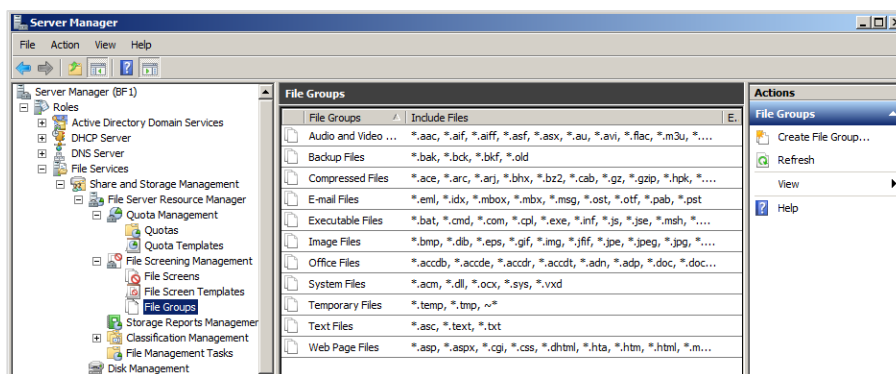 Server Manager
File Action View Help
Server Manager (BF1)
Roles
Active Directory Domain Services
DHCP Server
DNS Server
File Services
Share and Storage Management
File Server Resource Manager
Quota Management
Quotas
Quota Templates
File Screening Management
File Screens
File Screen Templates
File Groups
Storage Reports Managemer
Classification Management
File Management Tasks
Disk Management
File Groups
File Groups Include Files E.
Audio and Video ... *.aac, *.aif, *.aiff, *.asf, *.asx, *.au, *.avi, *.flac, *.m3u, *....
Backup Files *.bak, *.bck, *.bkf, *.old
Compressed Files *.ace, *.arc, *.arj, *.bhx, *.bz2, *.cab, *.gz, *.gzip, *.hpk, *....
E-mail Files *.eml, *.idx, *.mbox, *.mbx, *.msg, *.ost, *.otf, *.pab, *.pst
Executable Files *.bat, *.cmd, *.com, *.cpl, *.exe, *.inf, *.js, *.jse, *.msh, *....
Image Files *.bmp, *.dib, *.eps, *.gif, *.img, *.jfif, *.jpe, *.jpeg, *.jpg, *....
Office Files *.accdb, *.accde, *.accdr, *.accdt, *.adn, *.adp, *.doc, *.doc...
System Files *.acm, *.dll, *.ocx, *.sys, *.vxd
Temporary Files *.temp, *.tmp, ~*
Text Files *.asc, *.text, *.txt
Web Page Files *.asp, *.aspx, *.cgi, *.css, *.dhtml, *.hta, *.htm, *.html, *.m...
Actions
File Groups
Create File Group...
Refresh
View
Help